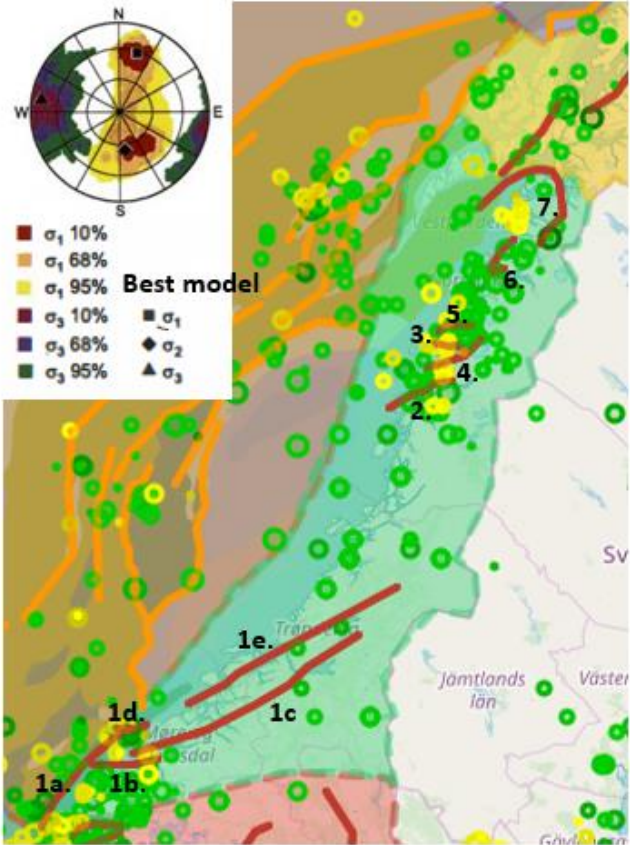 N
W
E
S
σ₁ 10%
σ₁ 68%
σ₁ 95%
σ₃ 10%
σ₃ 68%
σ₃ 95%
Best model
σ₁
σ₂
σ₃
7.
6.
5.
3.
4.
2.
Sv
1e.
Jämtlands
län
Väster
1d.
1c
1a.
1b.